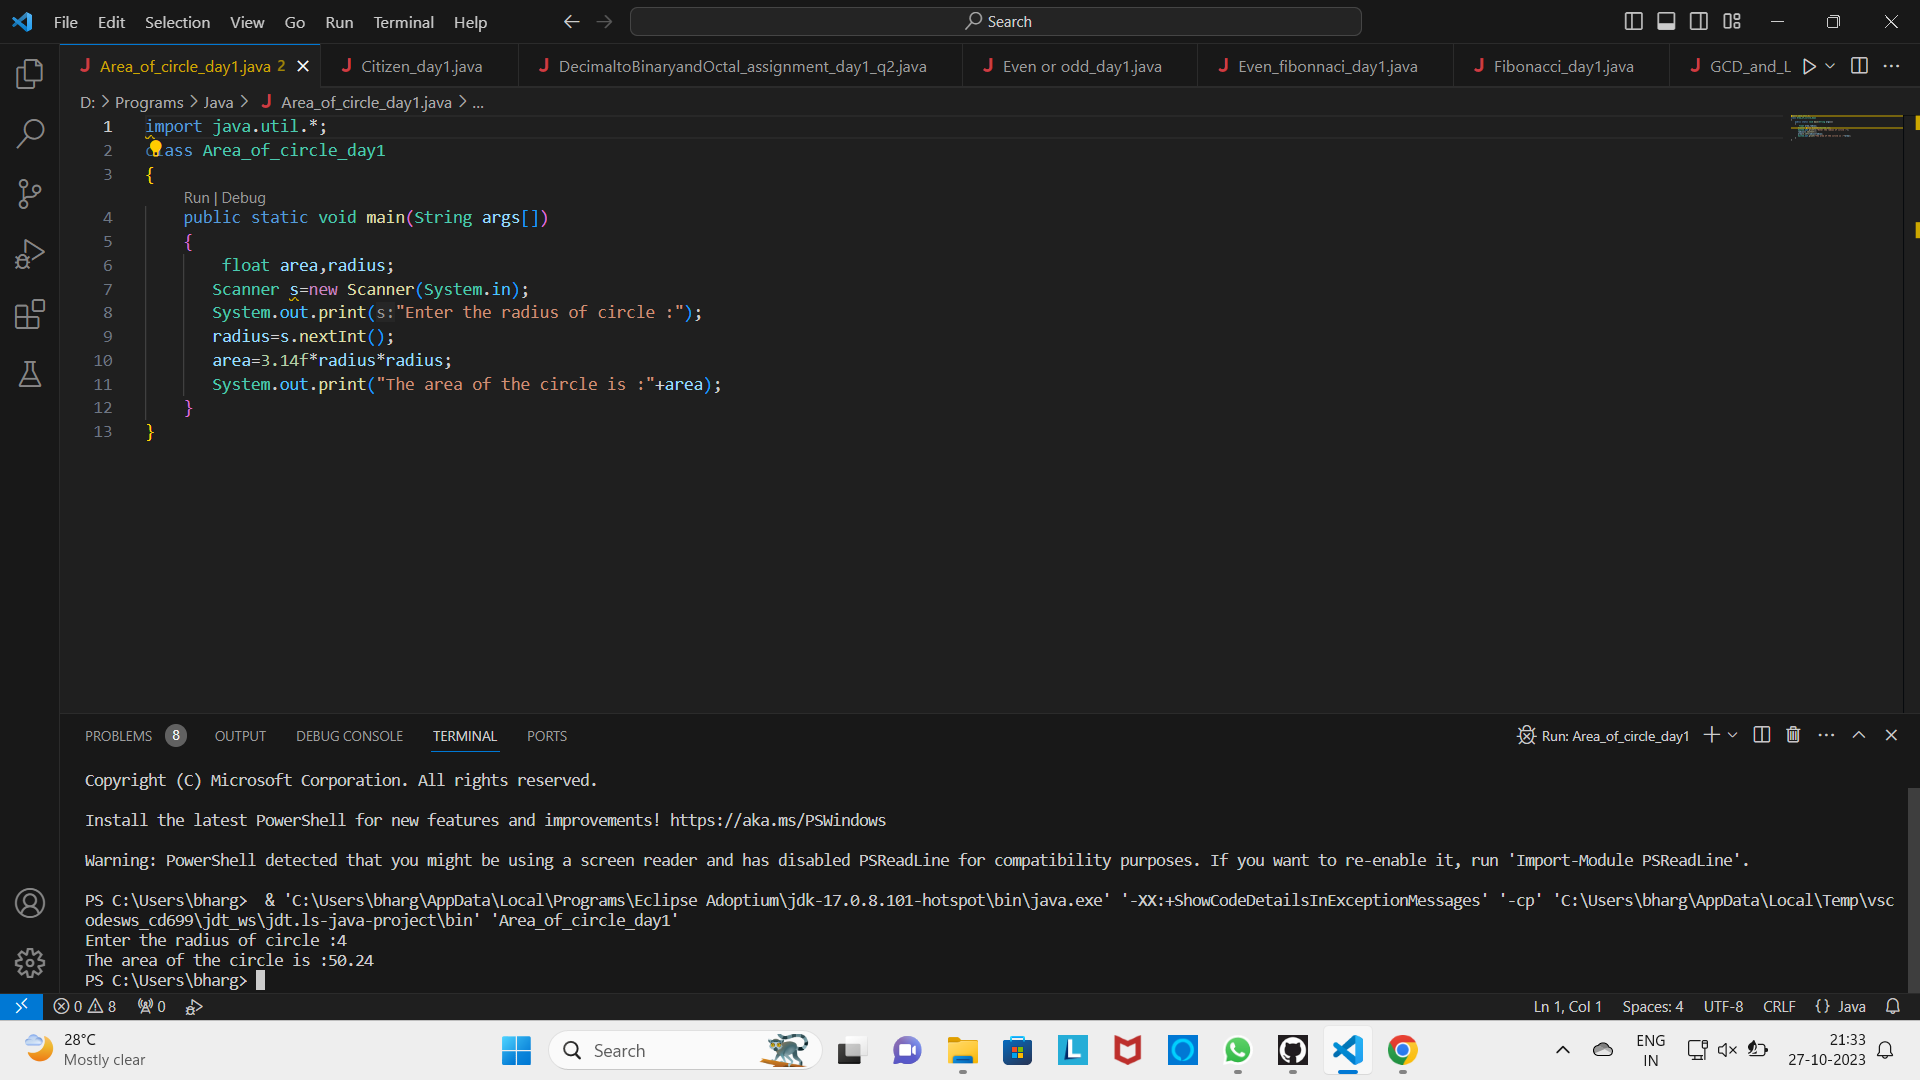 File Edit Selection View Go Run Terminal Help Search
Area_of_circle_day1.java 2 Citizen_day1.java DecimaltoBinaryandOctal_assignment_day1_q2.java Even or odd_day1.java Even_fibonnaci_day1.java Fibonacci_day1.java GCD_and_L
D: > Programs > Java > Area_of_circle_day1.java > ...
1 import java.util.*;
2 class Area_of_circle_day1
3 {
Run | Debug
4 public static void main(String args[])
5 {
6 float area,radius;
7 Scanner s=new Scanner(System.in);
8 System.out.print(s:"Enter the radius of circle :");
9 radius=s.nextInt();
10 area=3.14f*radius*radius;
11 System.out.print("The area of the circle is :"+area);
12 }
13 }
PROBLEMS 8 OUTPUT DEBUG CONSOLE TERMINAL PORTS Run: Area_of_circle_day1
Copyright (C) Microsoft Corporation. All rights reserved.
Install the latest PowerShell for new features and improvements! https://aka.ms/PSWindows
Warning: PowerShell detected that you might be using a screen reader and has disabled PSReadLine for compatibility purposes. If you want to re-enable it, run 'Import-Module PSReadLine'.
PS C:\Users\bharg>  & 'C:\Users\bharg\AppData\Local\Programs\Eclipse Adoptium\jdk-17.0.8.101-hotspot\bin\java.exe' '-XX:+ShowCodeDetailsInExceptionMessages' '-cp' 'C:\Users\bharg\AppData\Local\Temp\vsc
odesws_cd699\jdt_ws\jdt.ls-java-project\bin' 'Area_of_circle_day1'
Enter the radius of circle :4
The area of the circle is :50.24
PS C:\Users\bharg>
0 8 0 Ln 1, Col 1 Spaces: 4 UTF-8 CRLF {} Java
28°C
Mostly clear
Search
ENG
IN
21:33
27-10-2023